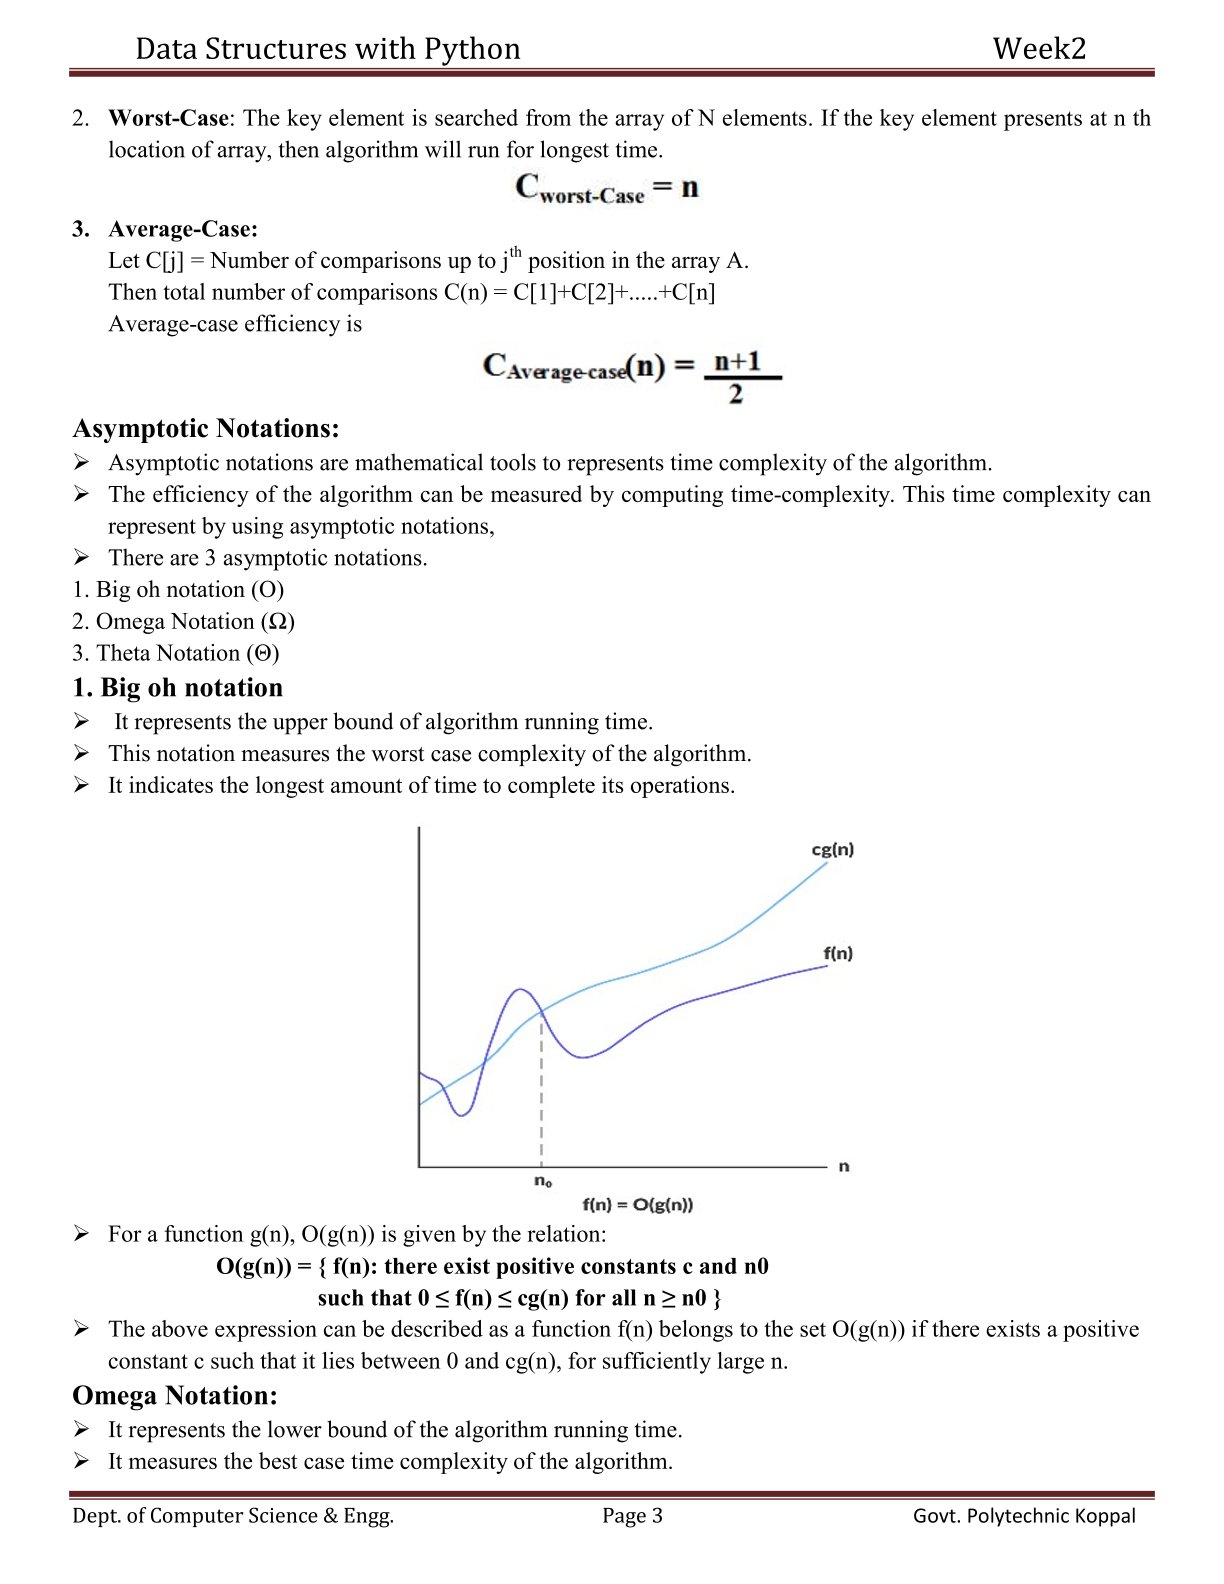 Data Structures with Python Week2
2. Worst-Case: The key element is searched from the array of N elements. If the key element presents at n th
location of array, then algorithm will run for longest time.
Cworst-Case = n
3. Average-Case:
Let C[j] = Number of comparisons up to jth position in the array A.
Then total number of comparisons C(n) = C[1]+C[2]+.....+C[n]
Average-case efficiency is
CAverage-case(n) = n+1
2
Asymptotic Notations:
➢ Asymptotic notations are mathematical tools to represents time complexity of the algorithm.
➢ The efficiency of the algorithm can be measured by computing time-complexity. This time complexity can
represent by using asymptotic notations,
➢ There are 3 asymptotic notations.
1. Big oh notation (O)
2. Omega Notation (Ω)
3. Theta Notation (Θ)
1. Big oh notation
➢ It represents the upper bound of algorithm running time.
➢ This notation measures the worst case complexity of the algorithm.
➢ It indicates the longest amount of time to complete its operations.
cg(n)
f(n)
n
n₀
f(n) = O(g(n))
➢ For a function g(n), O(g(n)) is given by the relation:
O(g(n)) = { f(n): there exist positive constants c and n0
such that 0 ≤ f(n) ≤ cg(n) for all n ≥ n0 }
➢ The above expression can be described as a function f(n) belongs to the set O(g(n)) if there exists a positive
constant c such that it lies between 0 and cg(n), for sufficiently large n.
Omega Notation:
➢ It represents the lower bound of the algorithm running time.
➢ It measures the best case time complexity of the algorithm.
Dept. of Computer Science & Engg. Page 3 Govt. Polytechnic Koppal